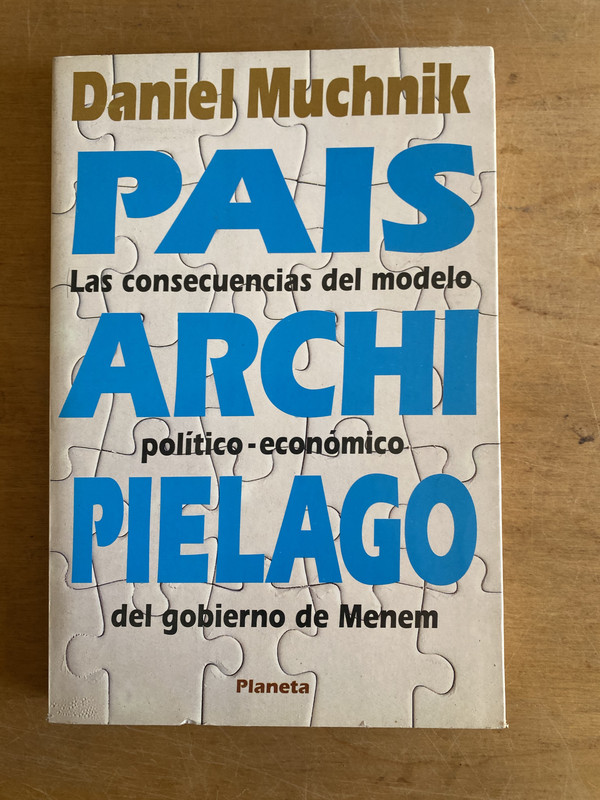 Daniel Muchnik
PAIS
Las consecuencias del modelo
ARCHI
político-económico
PIELAGO
del gobierno de Menem
Planeta